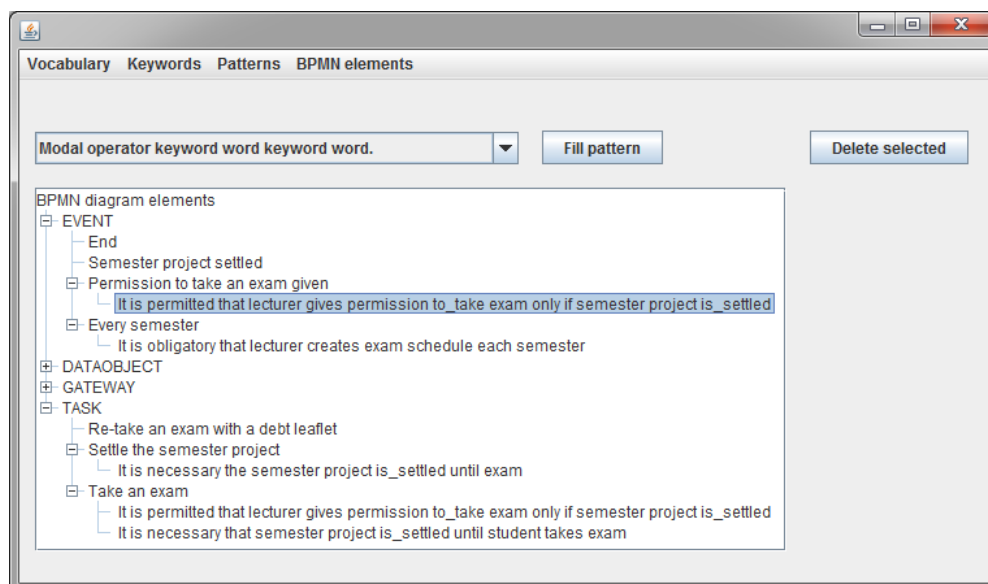 Vocabulary Keywords Patterns BPMN elements
Modal operator keyword word keyword word. Fill pattern Delete selected
BPMN diagram elements
EVENT
End
Semester project settled
Permission to take an exam given
It is permitted that lecturer gives permission to_take exam only if semester project is_settled
Every semester
It is obligatory that lecturer creates exam schedule each semester
DATAOBJECT
GATEWAY
TASK
Re-take an exam with a debt leaflet
Settle the semester project
It is necessary the semester project is_settled until exam
Take an exam
It is permitted that lecturer gives permission to_take exam only if semester project is_settled
It is necessary that semester project is_settled until student takes exam